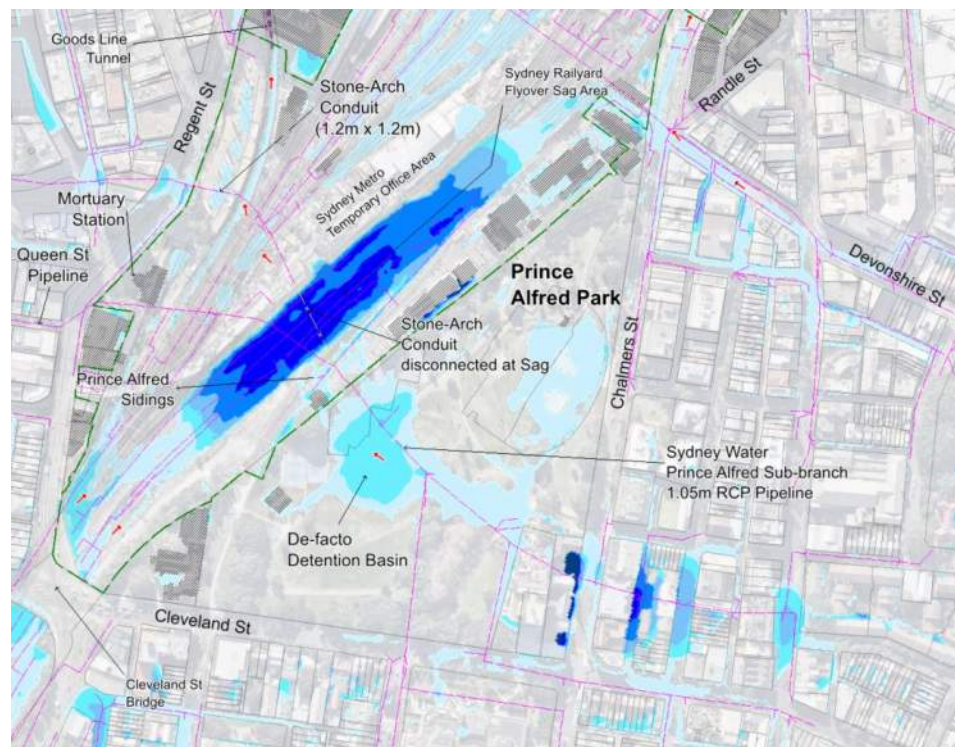 Goods Line
Tunnel
Regent St
Stone-Arch
Conduit
(1.2m x 1.2m)
Sydney Railyard
Flyover Sag Area
Randle St
Sydney Metro
Temporary Office Area
Mortuary
Station
Queen St
Pipeline
Devonshire St
Prince
Alfred Park
Stone-Arch
Conduit
disconnected at Sag
Chalmers St
Prince Alfred
Sidings
Sydney Water
Prince Alfred Sub-branch
1.05m RCP Pipeline
De-facto
Detention Basin
Cleveland St
Cleveland St
Bridge